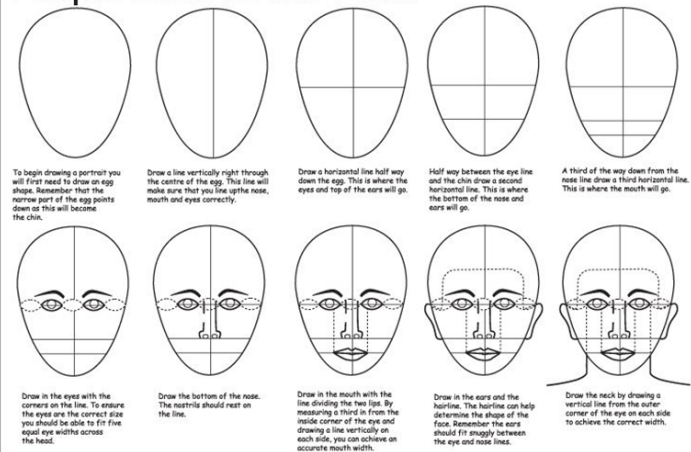 To begin drawing a portrait you
will first need to draw an egg
shape. Remember that the
narrow part of the egg points
down as this will become
the chin.
Draw a line vertically right through
the centre of the egg. This line will
make sure that you line upthe nose,
mouth and eyes correctly.
Draw a horizontal line half way
down the egg. This is where the
eyes and top of the ears will go.
Half way between the eye line
and the chin draw a second
horizontal line. This is where
the bottom of the nose and
ears will go.
A third of the way down from the
nose line draw a third horizontal line.
This is where the mouth will go.
Draw in the eyes with the
corners on the line. To ensure
the eyes are the correct size
you should be able to fit five
equal eye widths across
the head.
Draw the bottom of the nose.
The nostrils should rest on
the line.
Draw in the mouth with the
line dividing the two lips. By
measuring a third in from the
inside corner of the eye and
drawing a line vertically on
each side, you can achieve an
accurate mouth width.
Draw in the ears and the
hairline. The hairline can help
determine the shape of the
face. Remember the ears
should fit snuggly between
the eye and nose lines.
Draw the neck by drawing a
vertical line from the outer
corner of the eye on each side
to achieve the correct width.